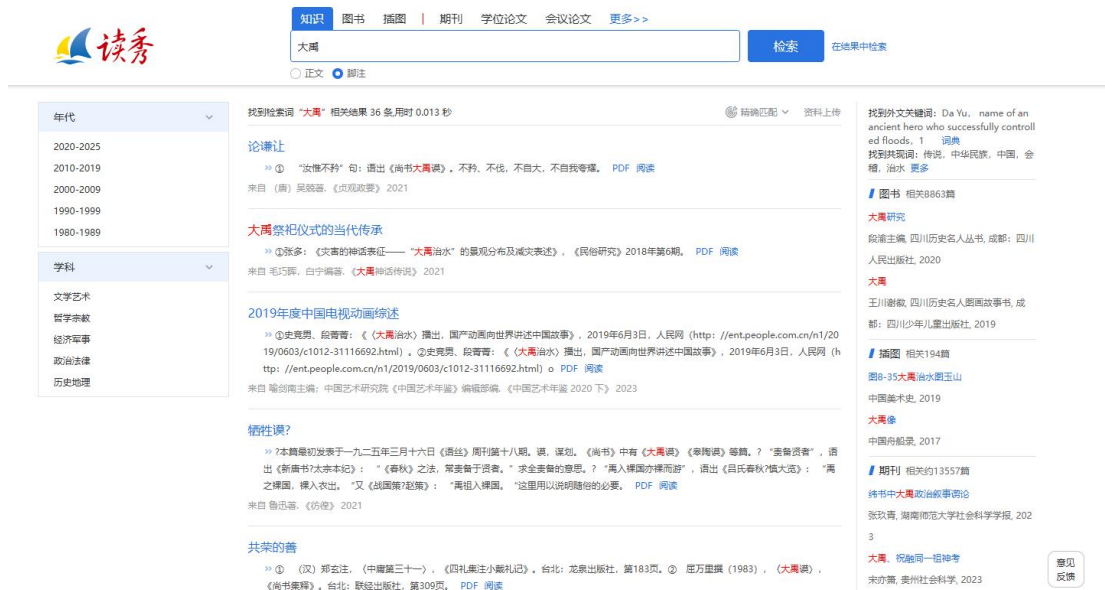 读秀
知识 图书 插图 | 期刊 学位论文 会议论文 更多>>
大禹
检索
在结果中检索
正文 脚注
年代
2020-2025
2010-2019
2000-2009
1990-1999
1980-1989
学科
文学艺术
哲学宗教
经济军事
政治法律
历史地理
找到检索词 “大禹” 相关结果 36 条,用时 0.013 秒
精确匹配 资料上传
论谦让
›› ① “汝惟不矜”句：语出《尚书大禹谟》。不矜、不伐，不自大，不自我夸耀。 PDF 阅读
来自 （唐）吴兢著.《贞观政要》 2021
大禹祭祀仪式的当代传承
›› ①张多：《灾害的神话表征——“大禹治水”的景观分布及减灾表述》，《民俗研究》2018年第6期。 PDF 阅读
来自 毛巧晖，白宁编著.《大禹神话传说》 2021
2019年度中国电视动画综述
›› ①史竞男、段菁菁：《〈大禹治水〉播出，国产动画向世界讲述中国故事》，2019年6月3日，人民网（http：//ent.people.com.cn/n1/20
19/0603/c1012-31116692.html）。②史竞男、段菁菁：《〈大禹治水〉播出，国产动画向世界讲述中国故事》，2019年6月3日，人民网（h
ttp：//ent.people.com.cn/n1/2019/0603/c1012-31116692.html）o PDF 阅读
来自 喻剑南主编；中国艺术研究院《中国艺术年鉴》编辑部编.《中国艺术年鉴 2020 下》 2023
牺牲谟?
›› ?本篇最初发表于一九二五年三月十六日《语丝》周刊第十八期。谟，谋划。《尚书》中有《大禹谟》《皋陶谟》等篇。? “责备贤者”，语
出《新唐书?太宗本纪》：“《春秋》之法，常责备于贤者。”求全责备的意思。? “禹入裸国亦裸而游”，语出《吕氏春秋?慎大览》：“禹
之裸国，裸入衣出。“又《战国策?赵策》：“禹袒入裸国。“这里用以说明随俗的必要。 PDF 阅读
来自 鲁迅著.《彷徨》 2021
共荣的善
›› ① （汉）郑玄注，〈中庸第三十一〉，《四礼集注小戴礼记》。台北：龙泉出版社，第183页。② 屈万里撰（1983），〈大禹谟〉，
《尚书集释》。台北：联经出版社，第309页。 PDF 阅读
找到外文关键词：Da Yu， name of an
ancient hero who successfully controll
ed floods，1 词典
找到共现词：传说，中华民族，中国，会
稽，治水 更多
图书 相关8863篇
大禹研究
段渝主编, 四川历史名人丛书, 成都：四川
人民出版社, 2020
大禹
王川谢徽, 四川历史名人图画故事书, 成
都：四川少年儿童出版社, 2019
插图 相关194篇
图8-35大禹治水图玉山
中国美术史, 2019
大禹像
中国舟船录, 2017
期刊 相关约13557篇
纬书中大禹政治叙事谫论
张玖青, 湖南师范大学社会科学学报, 202
3
大禹、祝融同一祖神考
宋亦箫, 贵州社会科学, 2023
意见
反馈